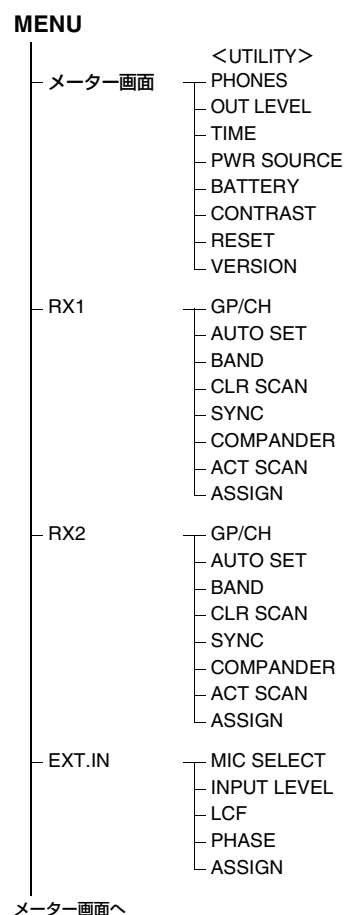 MENU
＜UTILITY＞
メーター画面 PHONES
OUT LEVEL
TIME
PWR SOURCE
BATTERY
CONTRAST
RESET
VERSION
RX1 GP/CH
AUTO SET
BAND
CLR SCAN
SYNC
COMPANDER
ACT SCAN
ASSIGN
RX2 GP/CH
AUTO SET
BAND
CLR SCAN
SYNC
COMPANDER
ACT SCAN
ASSIGN
EXT.IN MIC SELECT
INPUT LEVEL
LCF
PHASE
ASSIGN
メーター画面へ